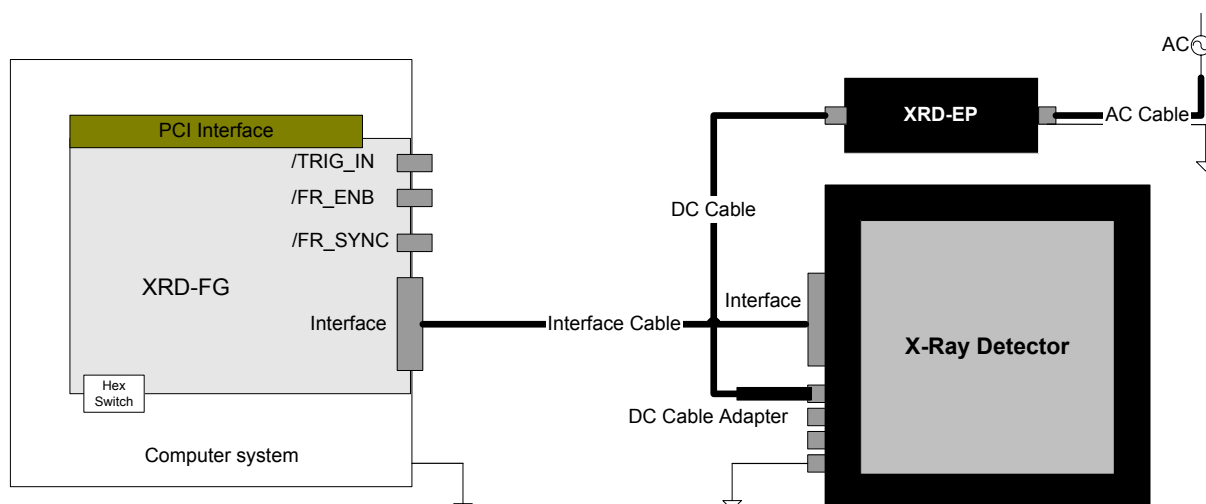 AC
PCI Interface
XRD-EP
AC Cable
/TRIG_IN
/FR_ENB
DC Cable
/FR_SYNC
XRD-FG
Interface
Interface
Interface Cable
X-Ray Detector
Hex
Switch
DC Cable Adapter
Computer system